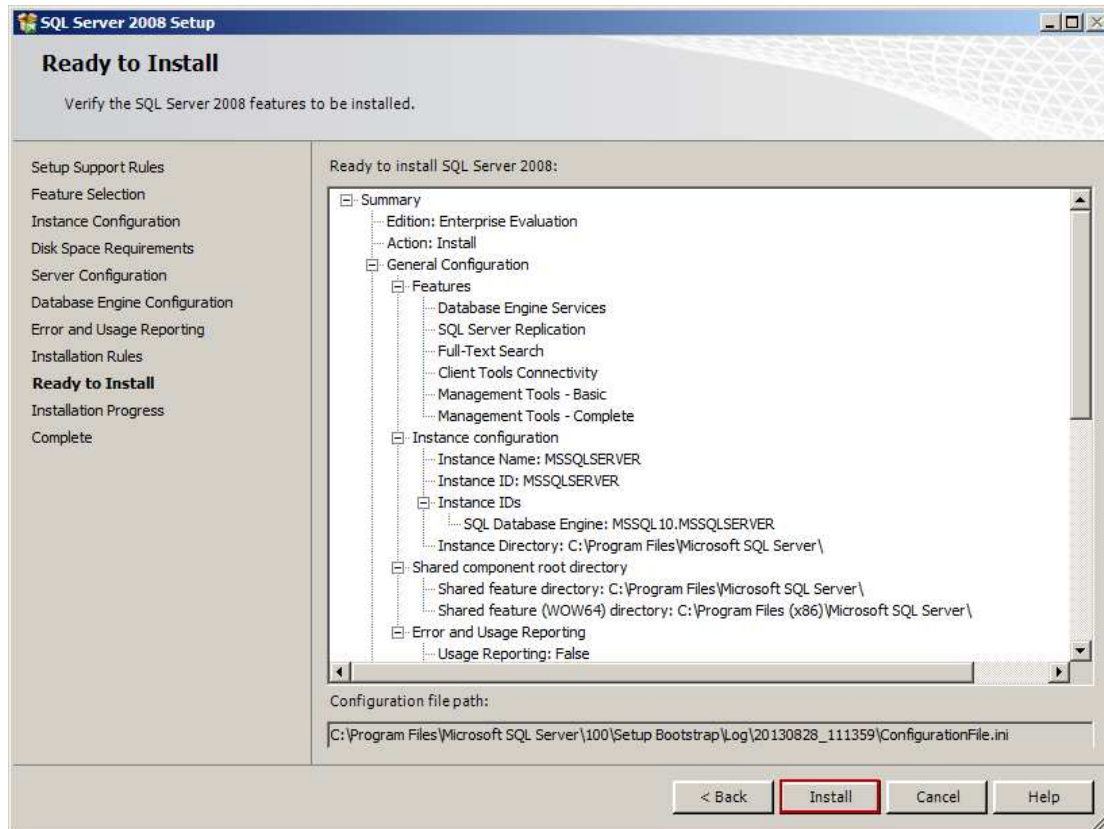 SQL Server 2008 Setup
Ready to Install
Verify the SQL Server 2008 features to be installed.
Setup Support Rules
Feature Selection
Instance Configuration
Disk Space Requirements
Server Configuration
Database Engine Configuration
Error and Usage Reporting
Installation Rules
Ready to Install
Installation Progress
Complete
Ready to install SQL Server 2008:
Summary
Edition: Enterprise Evaluation
Action: Install
General Configuration
Features
Database Engine Services
SQL Server Replication
Full-Text Search
Client Tools Connectivity
Management Tools - Basic
Management Tools - Complete
Instance configuration
Instance Name: MSSQLSERVER
Instance ID: MSSQLSERVER
Instance IDs
SQL Database Engine: MSSQL10.MSSQLSERVER
Instance Directory: C:\Program Files\Microsoft SQL Server\
Shared component root directory
Shared feature directory: C:\Program Files\Microsoft SQL Server\
Shared feature (WOW64) directory: C:\Program Files (x86)\Microsoft SQL Server\
Error and Usage Reporting
Usage Reporting: False
Configuration file path:
C:\Program Files\Microsoft SQL Server\100\Setup Bootstrap\Log\20130828_111359\ConfigurationFile.ini
< Back Install Cancel Help